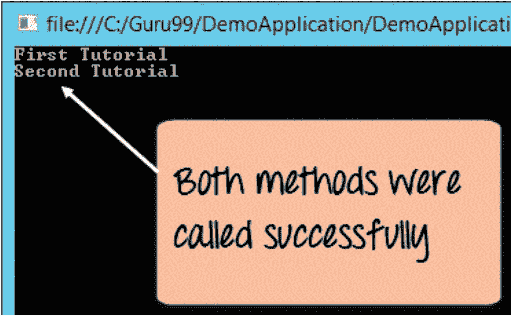 file:///C:/Guru99/DemoApplication/DemoApplicati
First Tutorial
Second Tutorial
Both methods were
called successfully